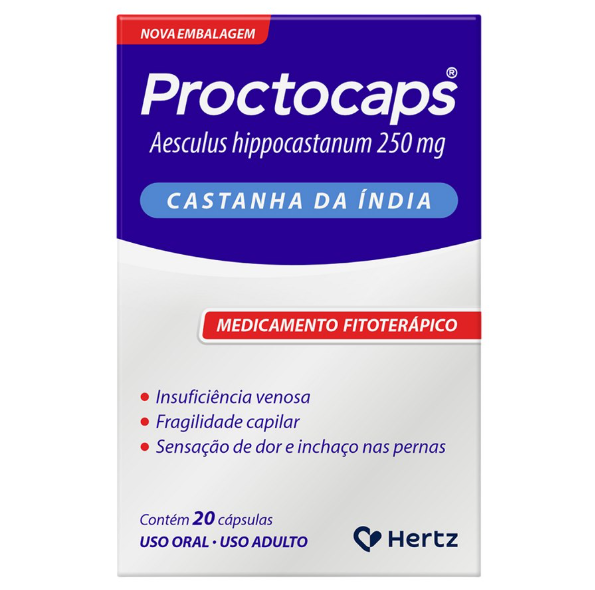 NOVA EMBALAGEM
Proctocaps®
Aesculus hippocastanum 250 mg
CASTANHA DA ÍNDIA
MEDICAMENTO FITOTERÁPICO
• Insuficiência venosa
• Fragilidade capilar
• Sensação de dor e inchaço nas pernas
Contém 20 cápsulas
USO ORAL • USO ADULTO
Hertz